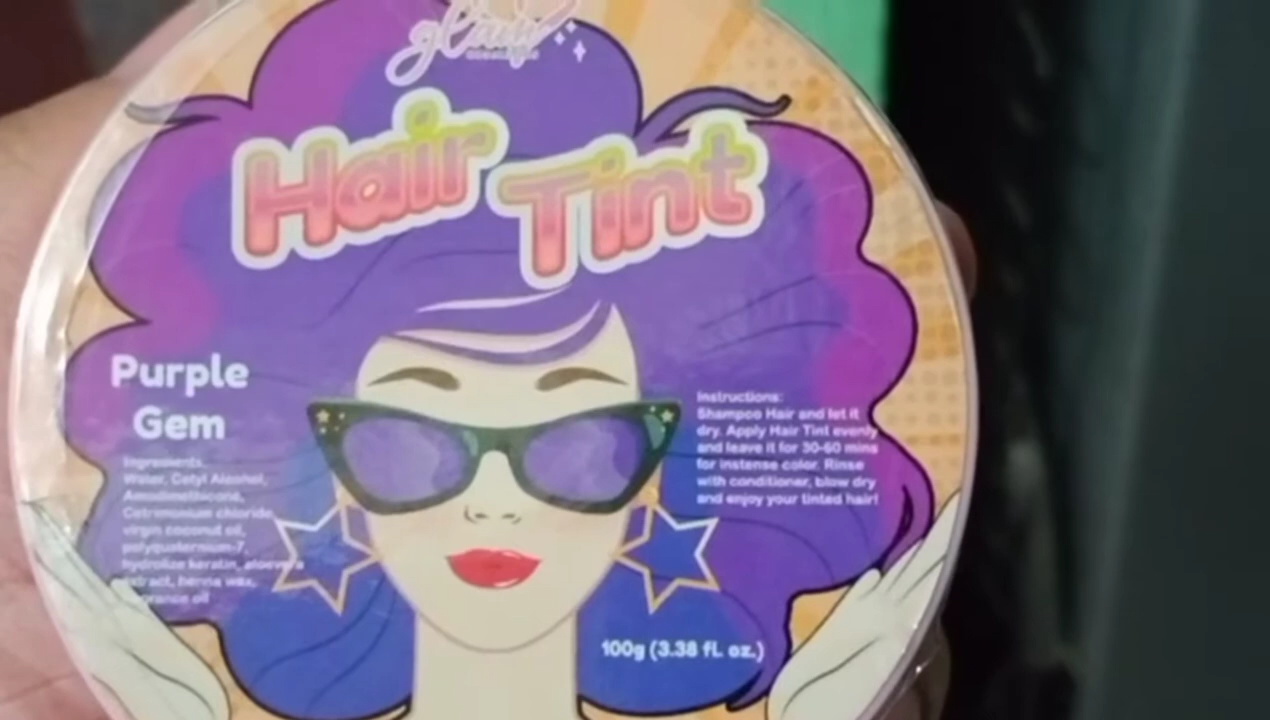 glam
Hair
Tint
Purple
Gem
Ingredients:
Water, Cetyl Alcohol,
Amodimethicone,
Cetrimonium chloride,
virgin coconut oil,
polyquaternium-7,
hydrolize keratin, aloevera
extract, henna wax,
oil
Instructions:
Shampoo Hair and let it
dry. Apply Hair Tint evenly
and leave it for 30-60 mins
for instense color. Rinse
with conditioner, blow dry
and enjoy your tinted hair!
100g (3.38 fl. oz.)